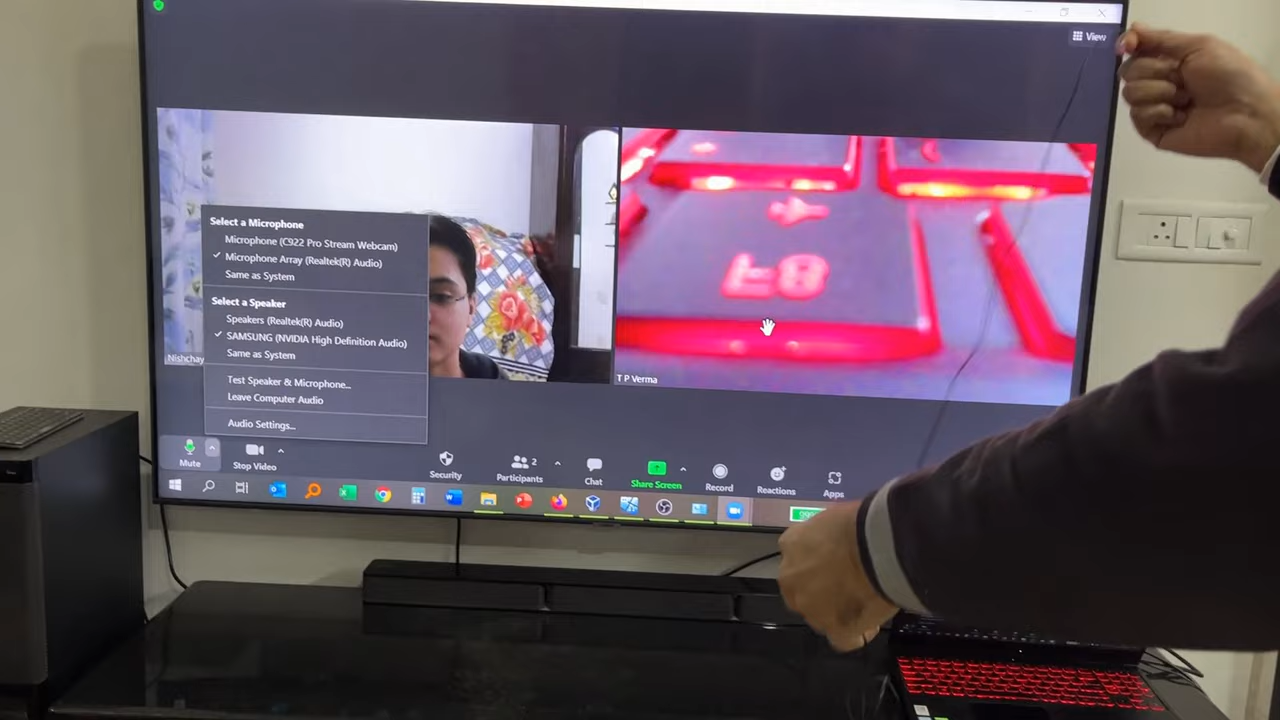 View
Select a Microphone
Microphone (C922 Pro Stream Webcam)
Microphone Array (Realtek(R) Audio)
Same as System
Select a Speaker
Speakers (Realtek(R) Audio)
SAMSUNG (NVIDIA High Definition Audio)
Same as System
Test Speaker & Microphone...
Leave Computer Audio
Audio Settings...
Nishchay
F8
T P Verma
Mute
Stop Video
Security
Participants
2
Chat
Share Screen
Record
Reactions
Apps